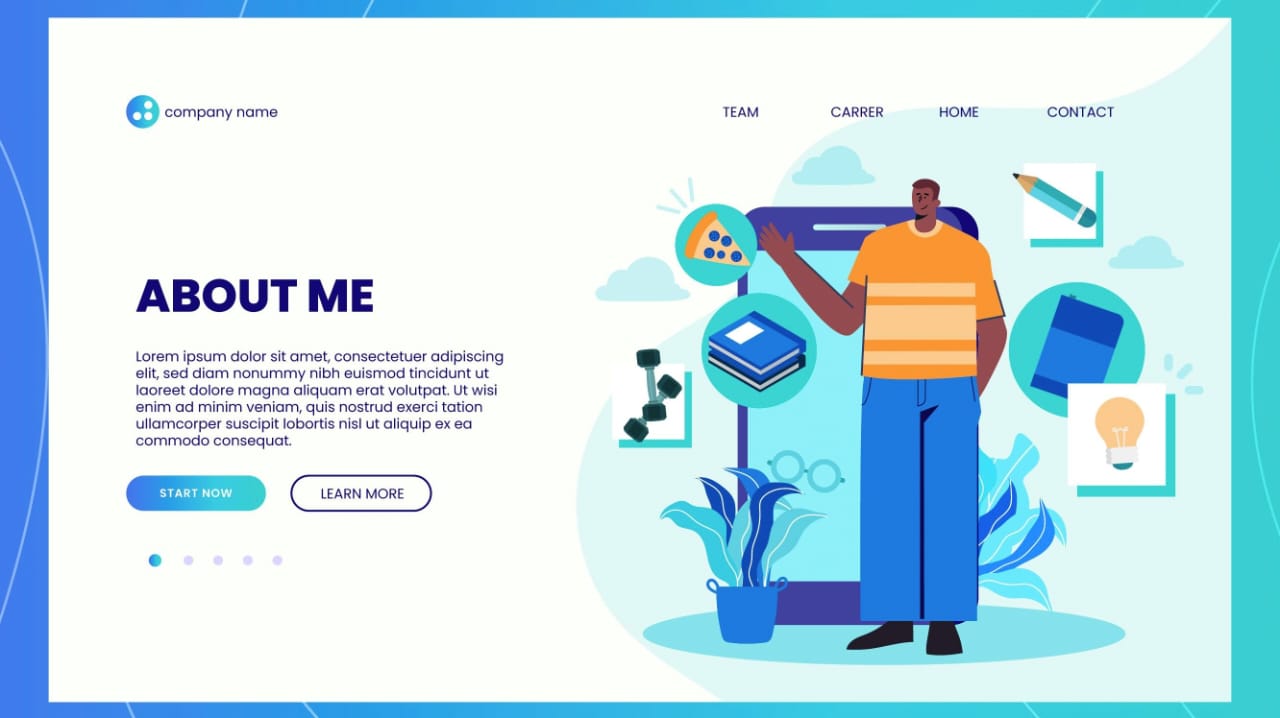 company name
TEAM CARRER HOME CONTACT
ABOUT ME
Lorem ipsum dolor sit amet, consectetuer adipiscing
elit, sed diam nonummy nibh euismod tincidunt ut
laoreet dolore magna aliquam erat volutpat. Ut wisi
enim ad minim veniam, quis nostrud exerci tation
ullamcorper suscipit lobortis nisl ut aliquip ex ea
commodo consequat.
START NOW LEARN MORE